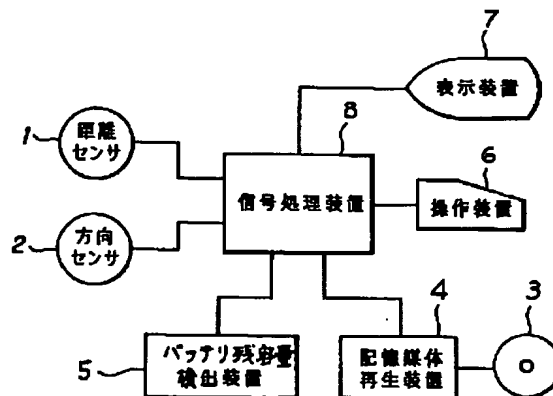 7
表示装置
8
1
距離
センサ
信号処理装置
6
操作装置
2
方向
センサ
4
3
5
バッテリ残容量
検出装置
記憶媒体
再生装置